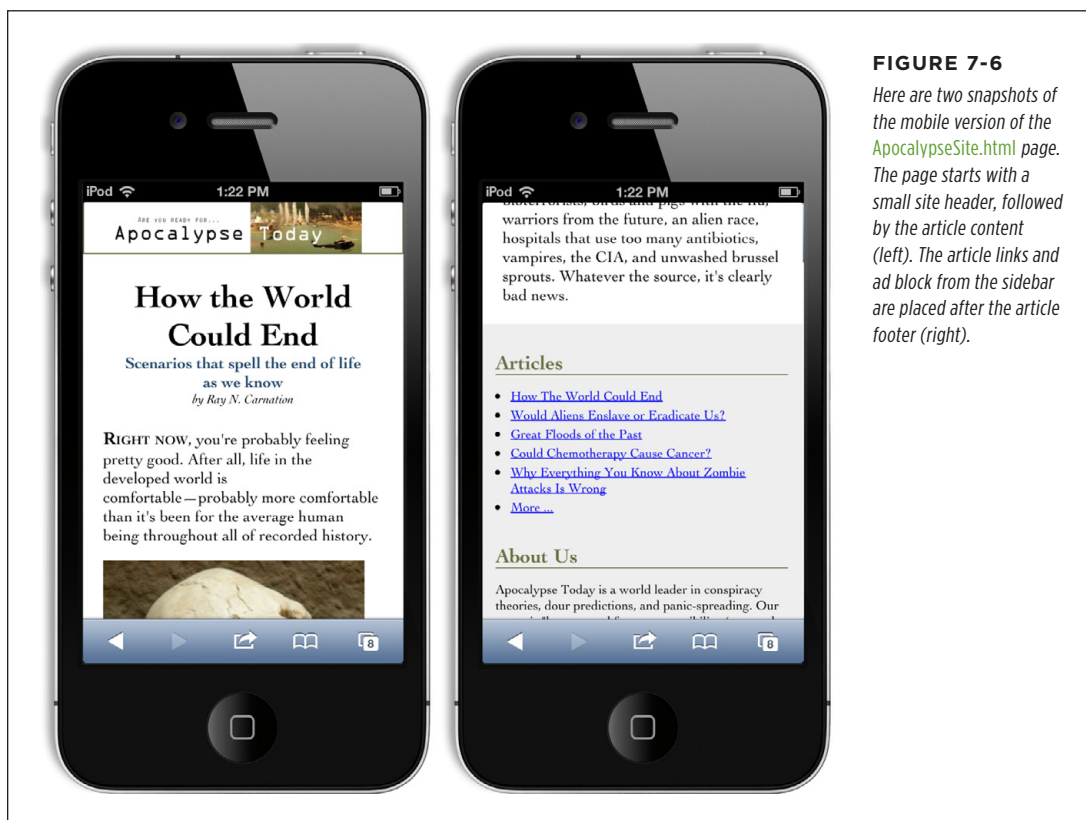 iPod 1:22 PM
ARE YOU READY FOR...
Apocalypse Today
How the World
Could End
Scenarios that spell the end of life
as we know
by Ray N. Carnation
RIGHT NOW, you're probably feeling
pretty good. After all, life in the
developed world is
comfortable—probably more comfortable
than it's been for the average human
being throughout all of recorded history.
8
iPod 1:22 PM
bioterrorists, birds and pigs with the flu,
warriors from the future, an alien race,
hospitals that use too many antibiotics,
vampires, the CIA, and unwashed brussel
sprouts. Whatever the source, it's clearly
bad news.
Articles
How The World Could End
Would Aliens Enslave or Eradicate Us?
Great Floods of the Past
Could Chemotherapy Cause Cancer?
Why Everything You Know About Zombie
Attacks Is Wrong
More ...
About Us
Apocalypse Today is a world leader in conspiracy
theories, dour predictions, and panic-spreading. Our
8
FIGURE 7-6
Here are two snapshots of
the mobile version of the
ApocalypseSite.html page.
The page starts with a
small site header, followed
by the article content
(left). The article links and
ad block from the sidebar
are placed after the article
footer (right).